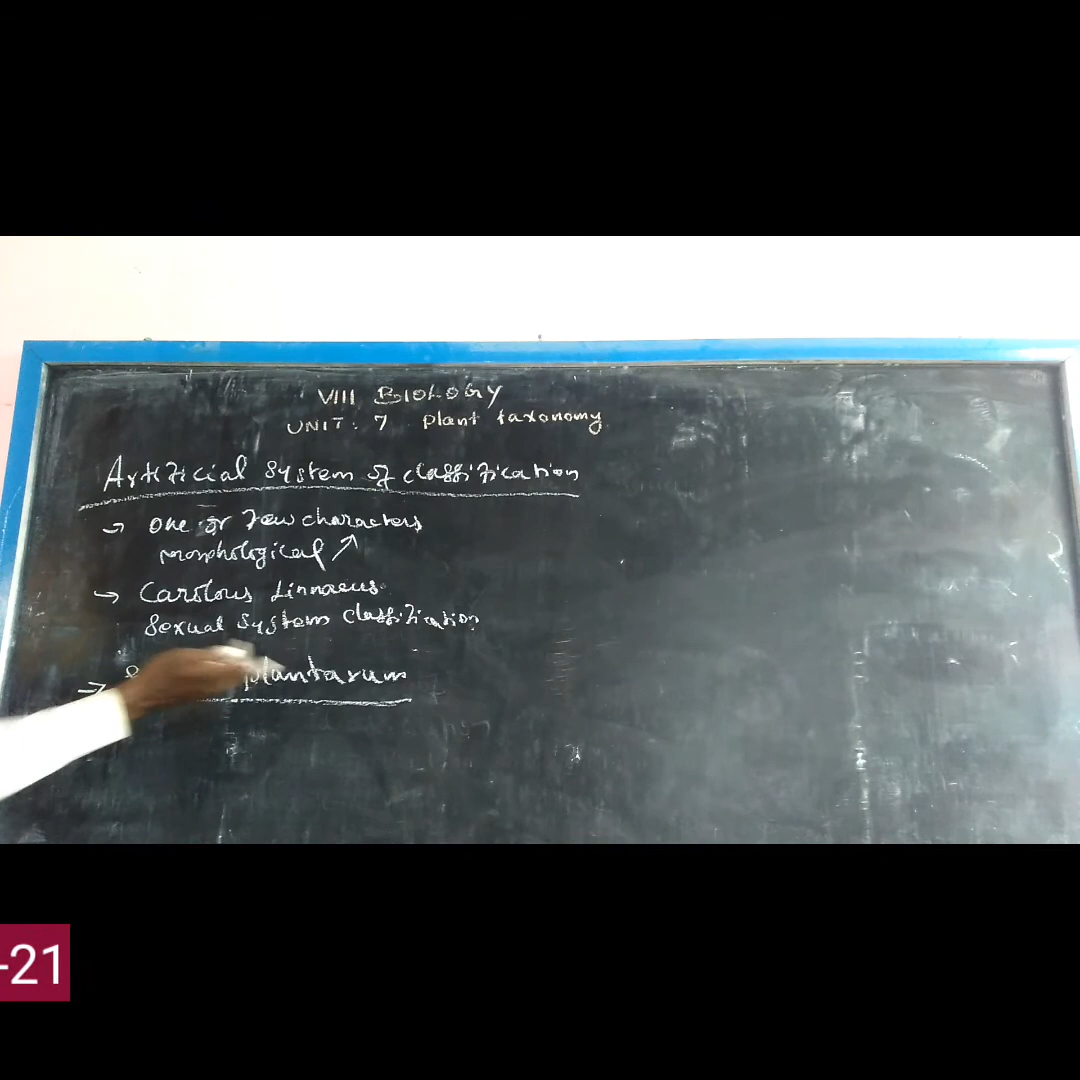 VIII BIOLOGY
UNIT: 7 Plant taxonomy
Artificial System of classification
→ One or few characters
morphological ↗
→ Carolous Linnaeus
Sexual System classification
→ plantarum
-21